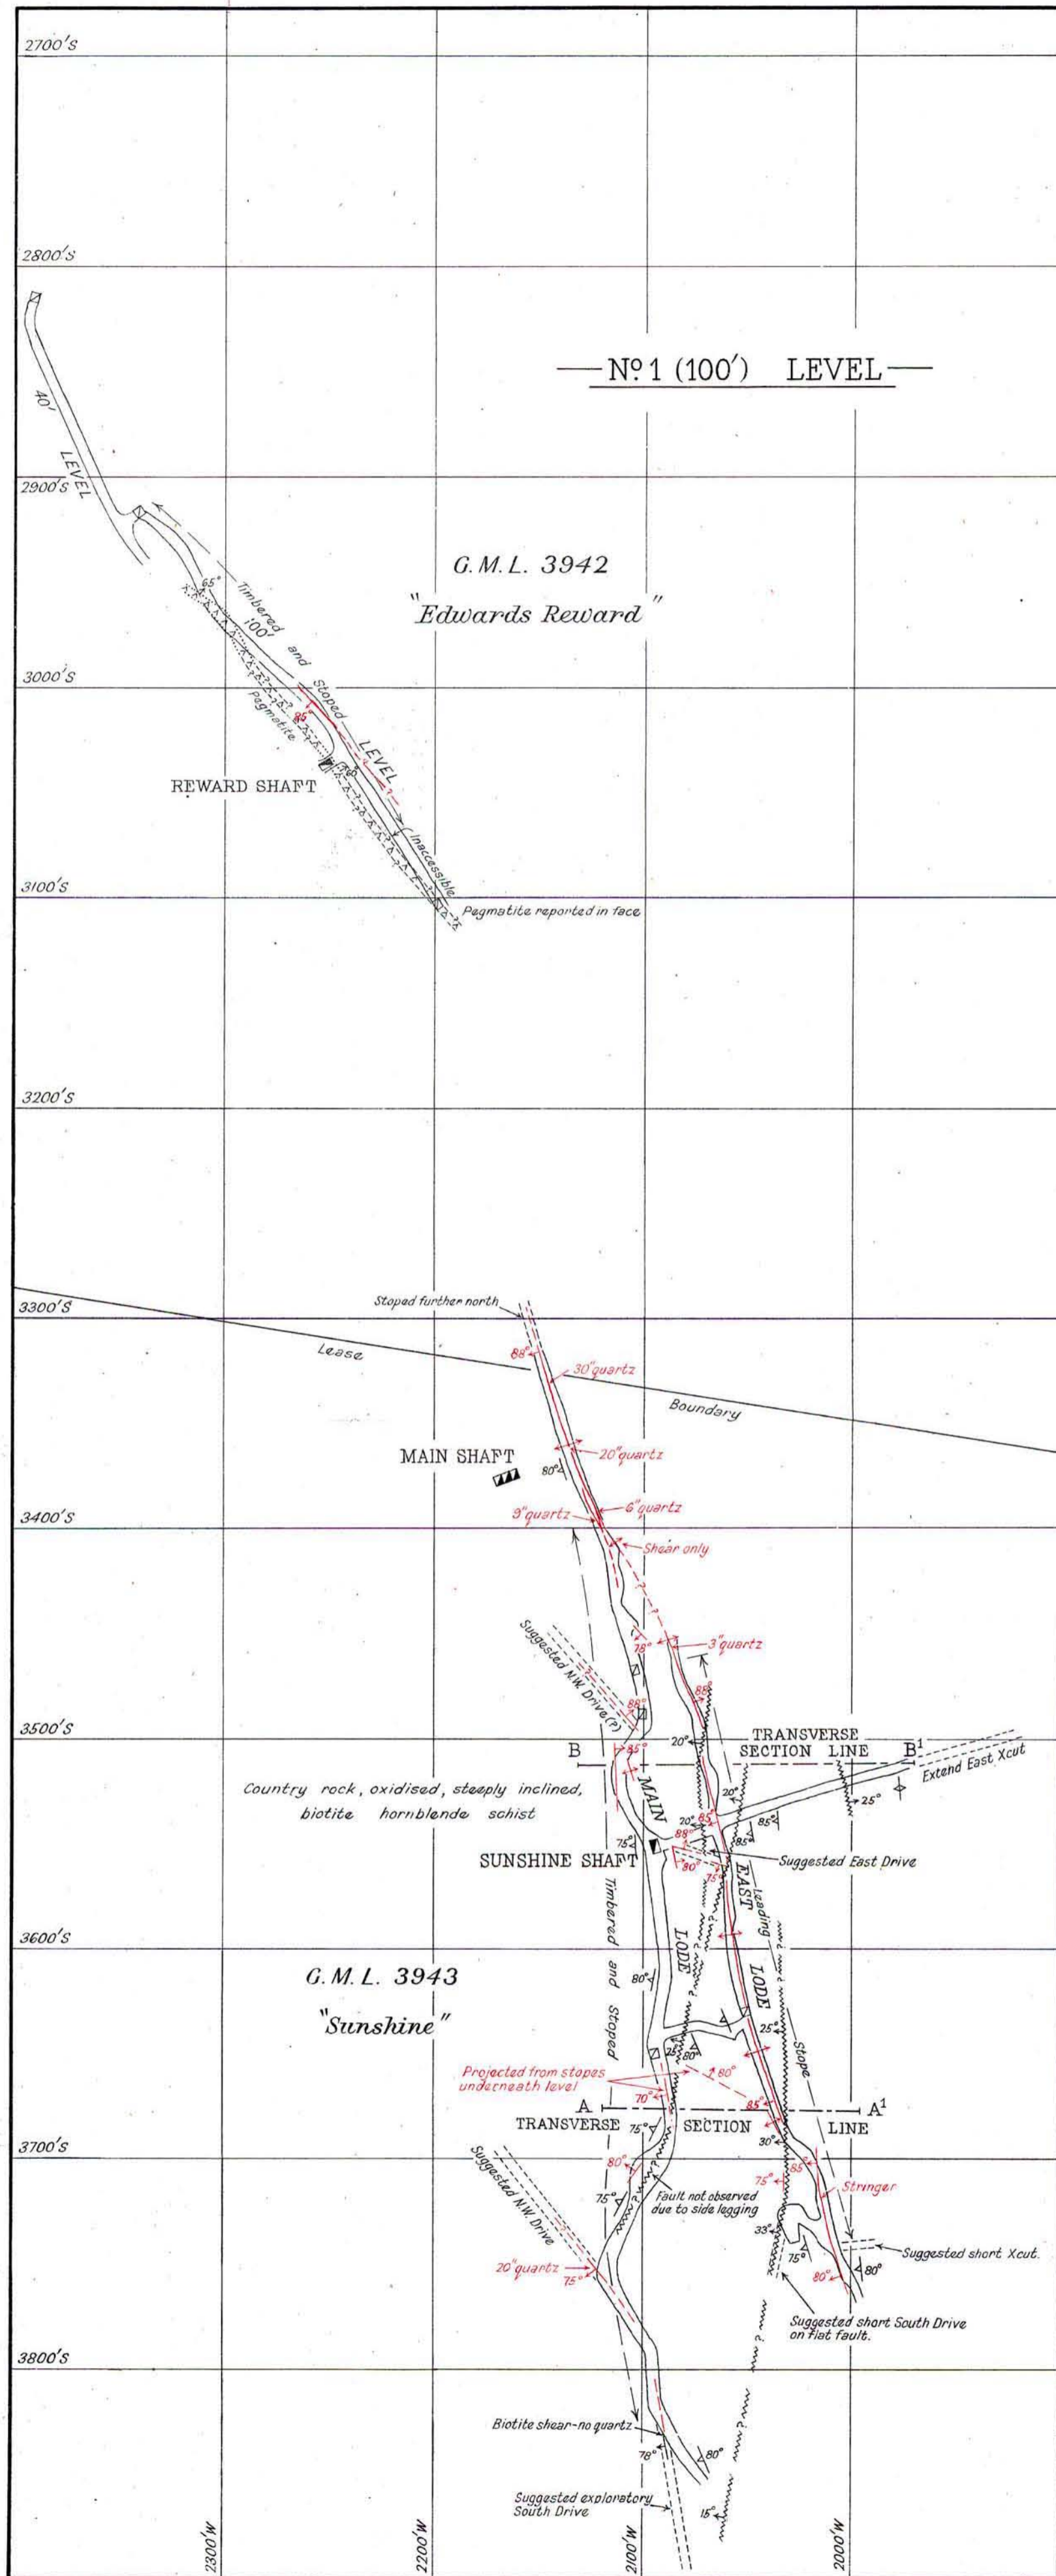 2700's
2800's
—Nº 1 (100') LEVEL—
40'
LEVEL
2900's
G.M.L. 3942
"Edwards Reward"
65°
Timbered and Stoped
100'
LEVEL
3000's
Pegmatite
85°
REWARD SHAFT
Inaccessible
3100's
Pegmatite reported in face
3200's
3300's
Stoped further north
Lease
Boundary
88°
30" quartz
MAIN SHAFT
20" quartz
80°
6" quartz
9" quartz
3400's
Shear only
Suggested N.W. Drive(?)
78°
3" quartz
88°
88°
3500's
20°
TRANSVERSE
SECTION LINE
B
B¹
85°
Extend East Xcut
Country rock, oxidised, steeply inclined,
biotite hornblende schist
MAIN
LODE
20°
25°
20°
85°
85°
88°
85°
75°
SUNSHINE SHAFT
Suggested East Drive
80°
75°
EAST
LODE
Leading
Stope
Timbered and Stoped
3600's
G.M.L. 3943
"Sunshine"
80°
25°
25°
80°
Projected from stopes
underneath level
80°
70°
85°
A
A¹
TRANSVERSE SECTION LINE
75°
30°
3700's
80°
85°
75°
Stringer
Suggested N.W. Drive
75°
Fault not observed
due to side legging
33°
75°
Suggested short Xcut.
20" quartz
75°
80°
80°
Suggested short South Drive
on flat fault.
3800's
Biotite shear-no quartz
78°
80°
Suggested exploratory
South Drive
15°
2300'W
2200'W
2100'W
2000'W